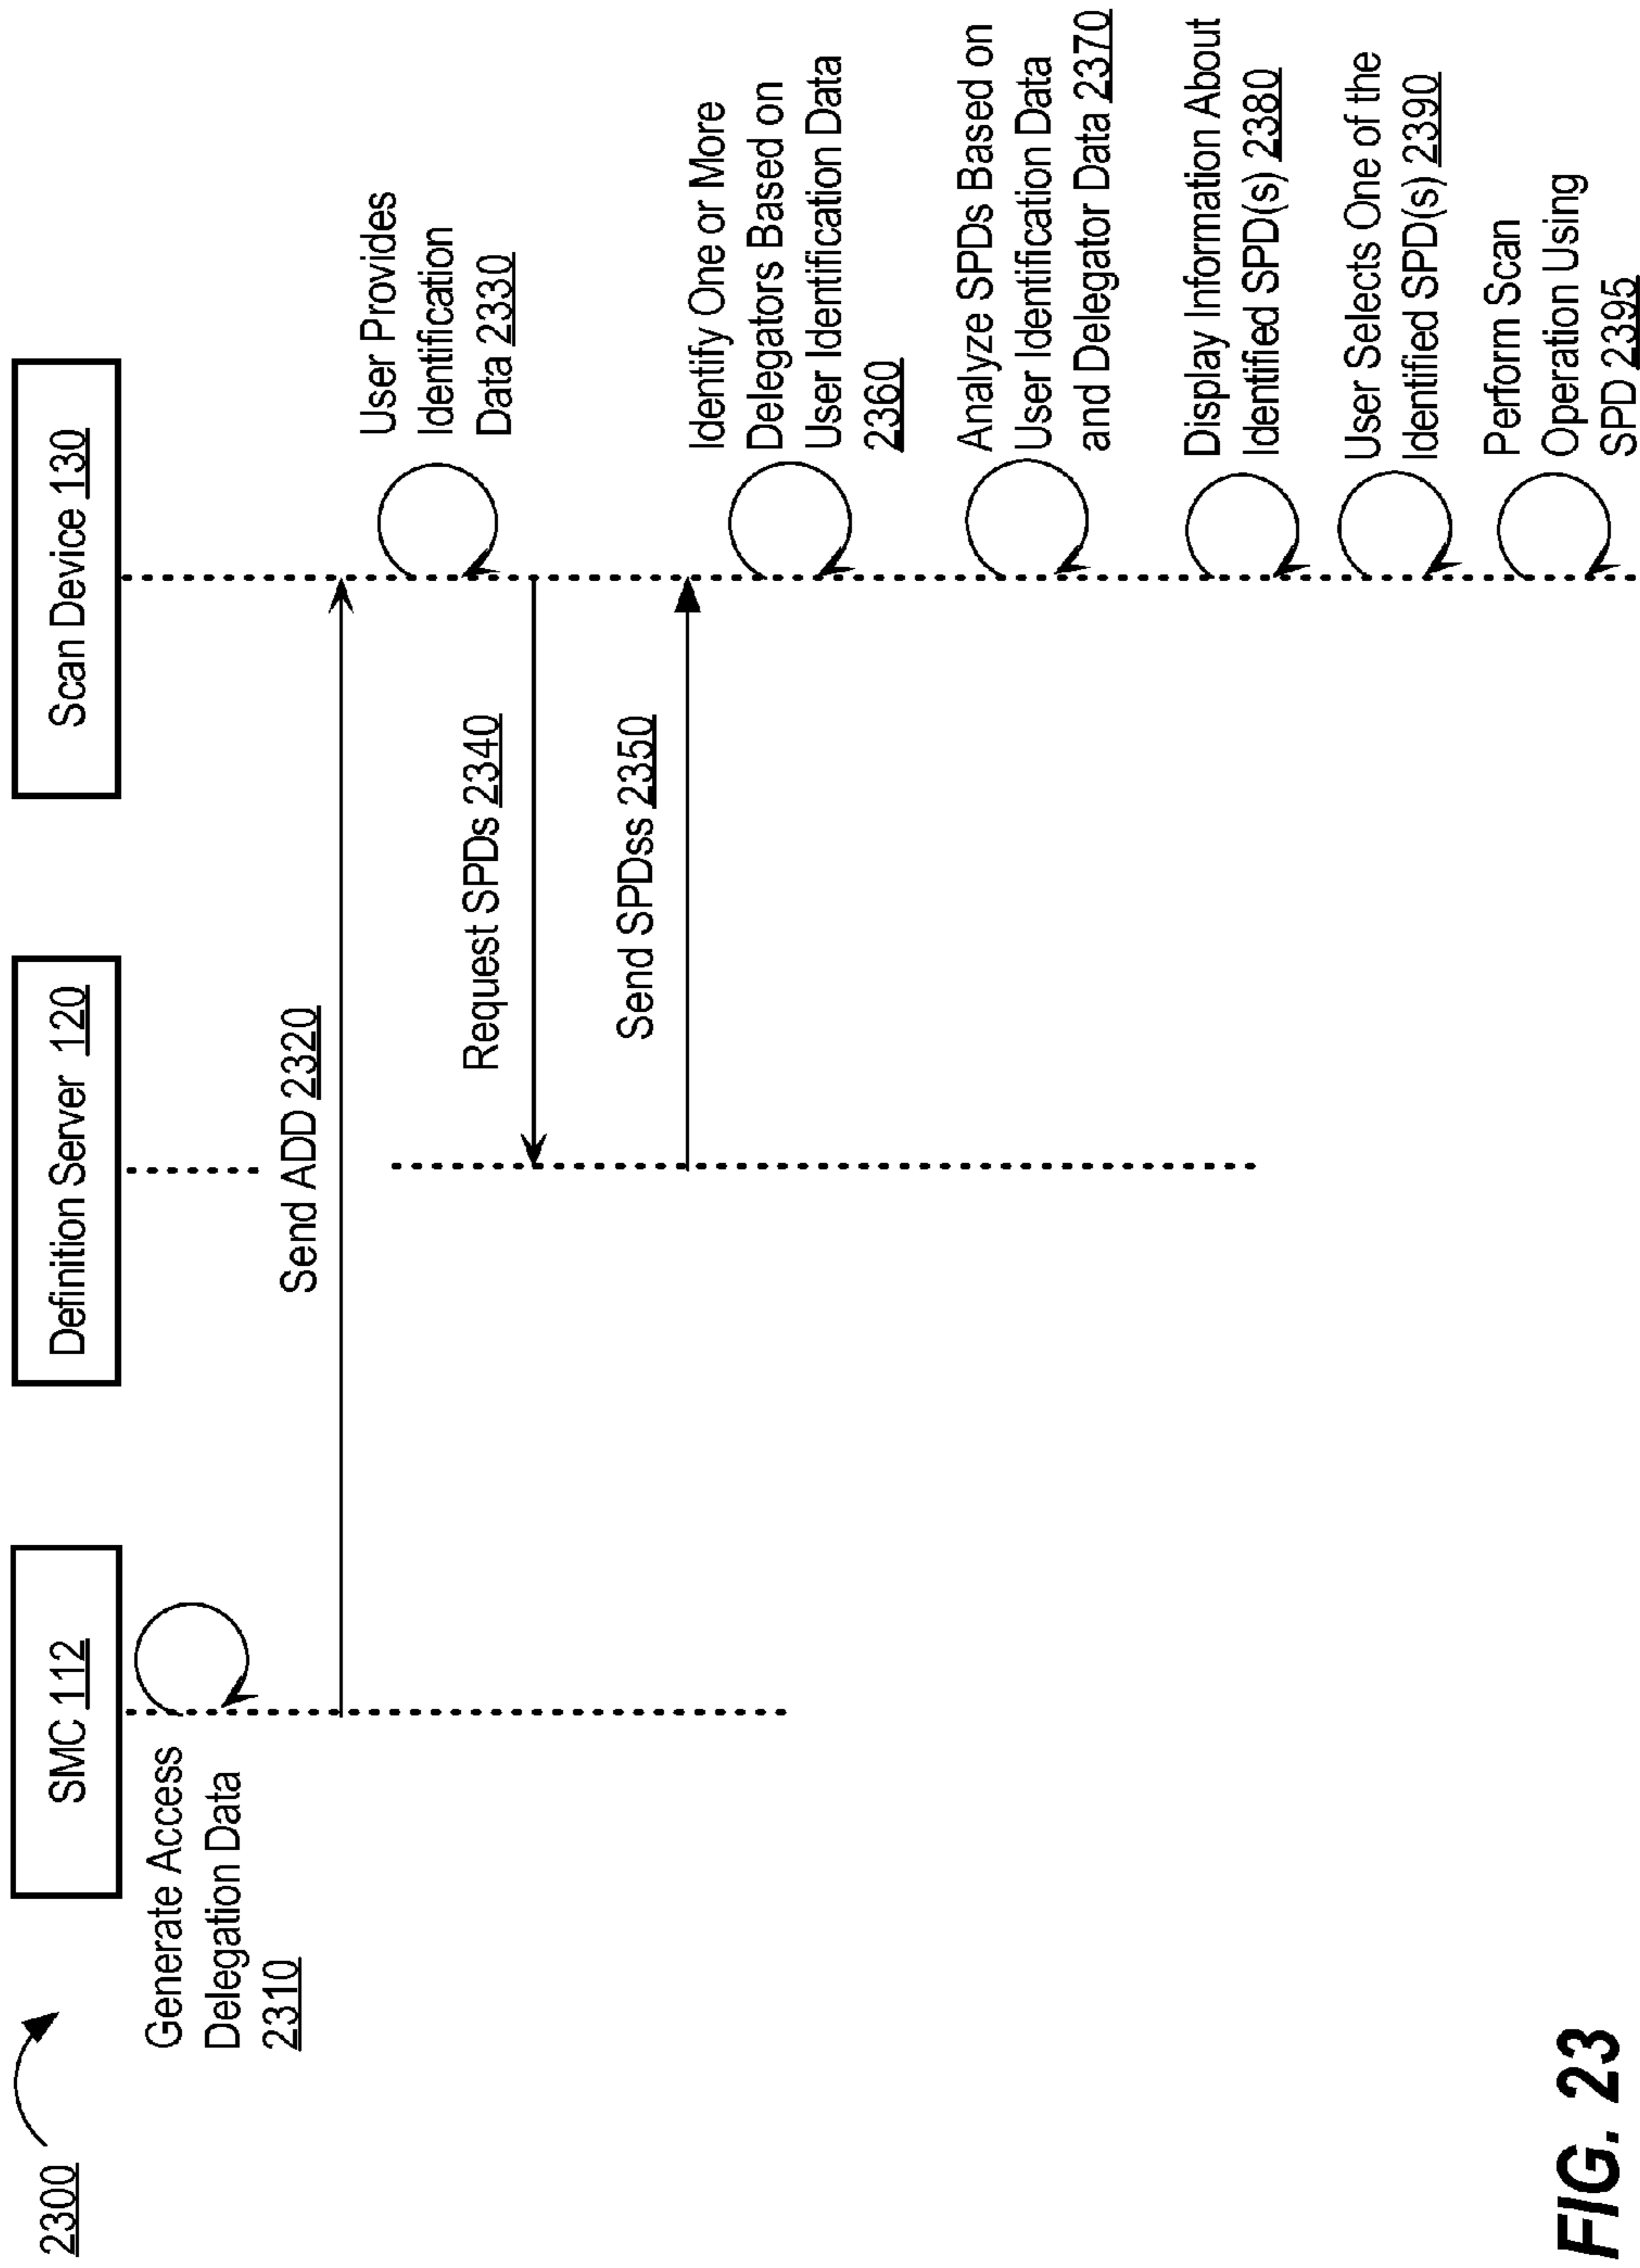 2300
SMC 112
Definition Server 120
Scan Device 130
Generate Access
Delegation Data
2310
Send ADD 2320
User Provides
Identification
Data 2330
Request SPDs 2340
Send SPDss 2350
Identify One or More
Delegators Based on
User Identification Data
2360
Analyze SPDs Based on
User Identification Data
and Delegator Data 2370
Display Information About
Identified SPD(s) 2380
User Selects One of the
Identified SPD(s) 2390
Perform Scan
Operation Using
SPD 2395
FIG. 23